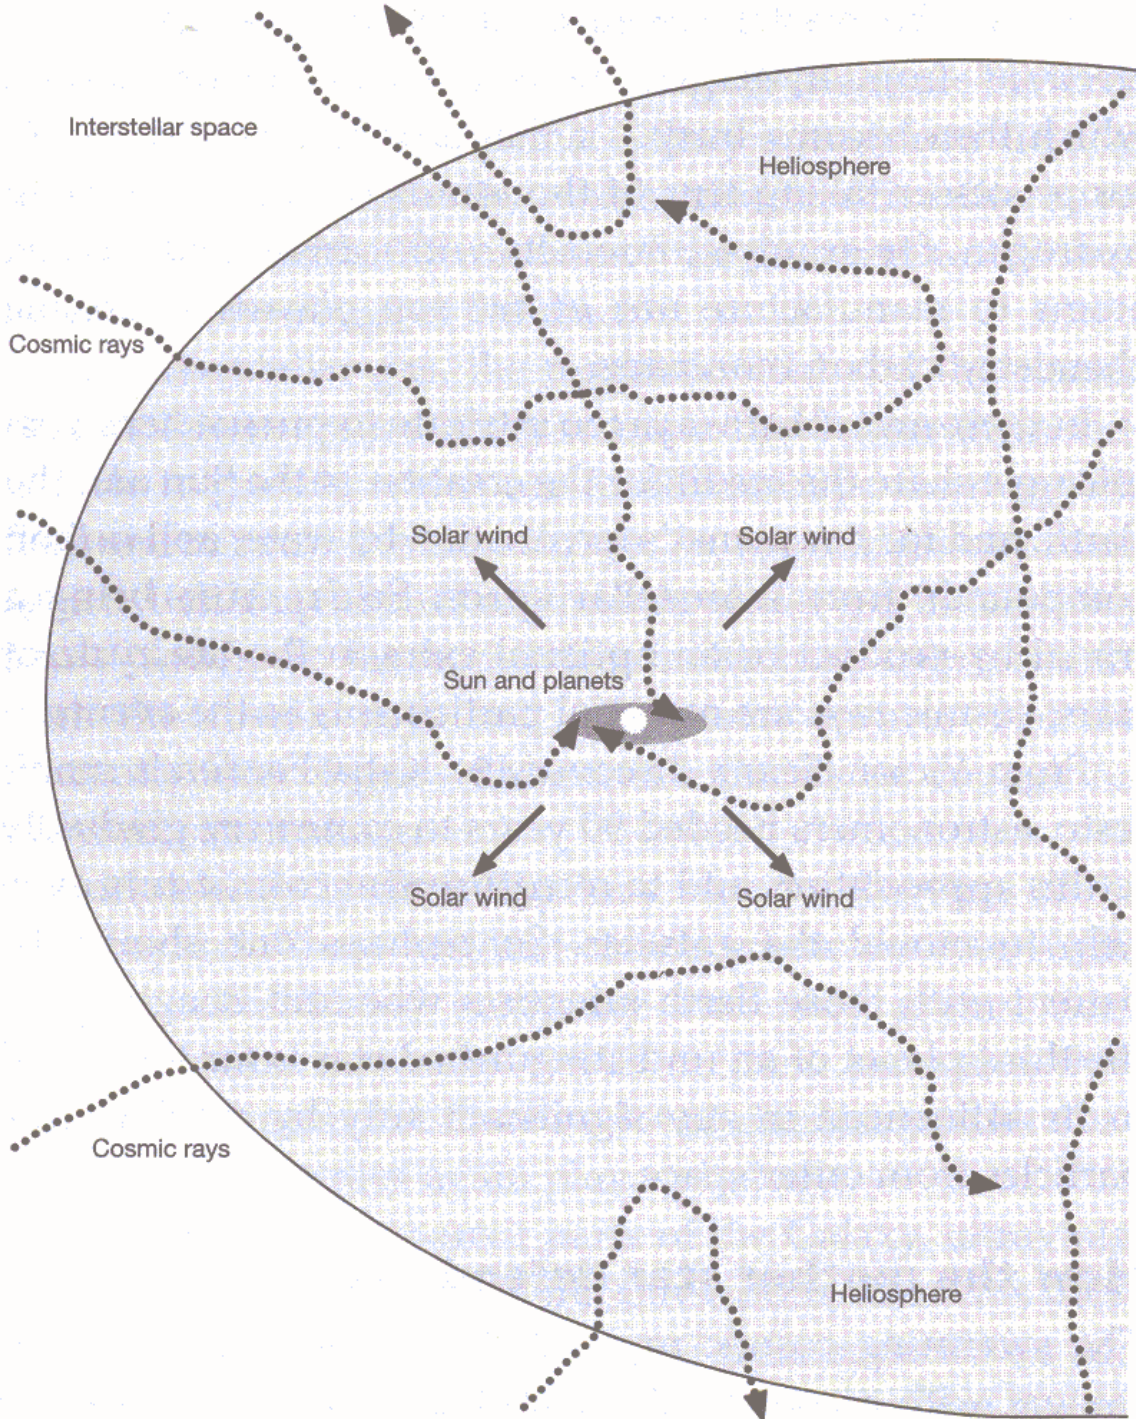 Interstellar space
Heliosphere
Cosmic rays
Solar wind
Solar wind
Sun and planets
Solar wind
Solar wind
Cosmic rays
Heliosphere